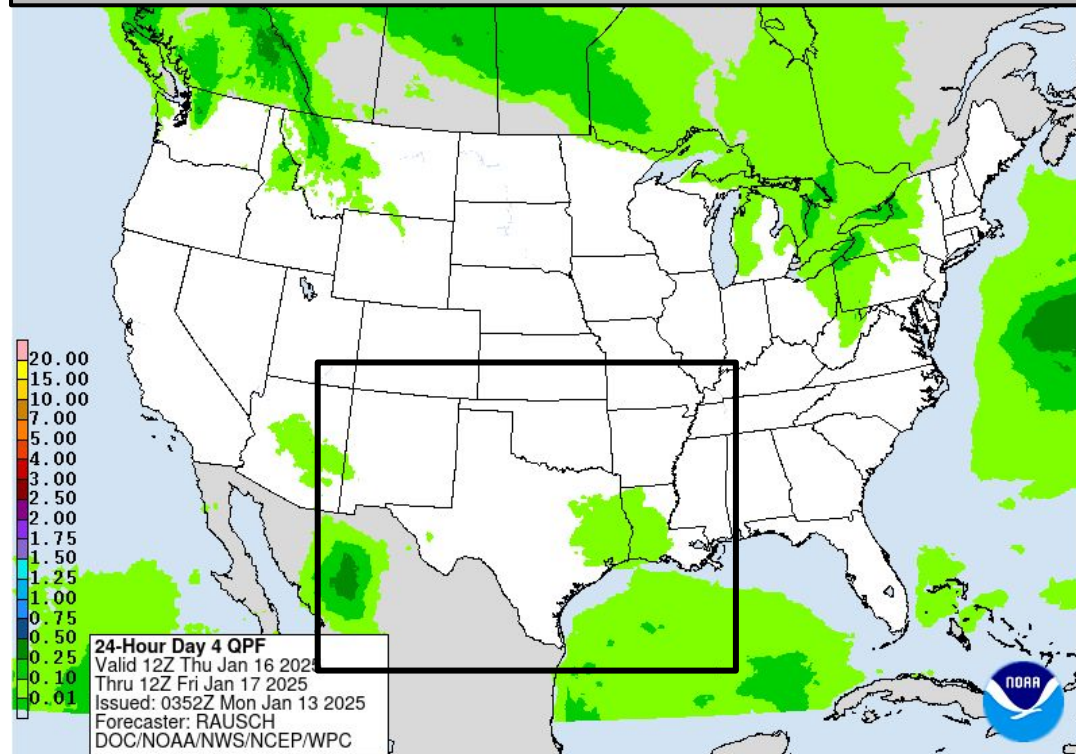 20.00
15.00
10.00
7.00
5.00
4.00
3.00
2.50
2.00
1.75
1.50
1.25
1.00
0.75
0.50
0.25
0.10
0.01
24-Hour Day 4 QPF
Valid 12Z Thu Jan 16 2025
Thru 12Z Fri Jan 17 2025
Issued: 0352Z Mon Jan 13 2025
Forecaster: RAUSCH
DOC/NOAA/NWS/NCEP/WPC
NOAA